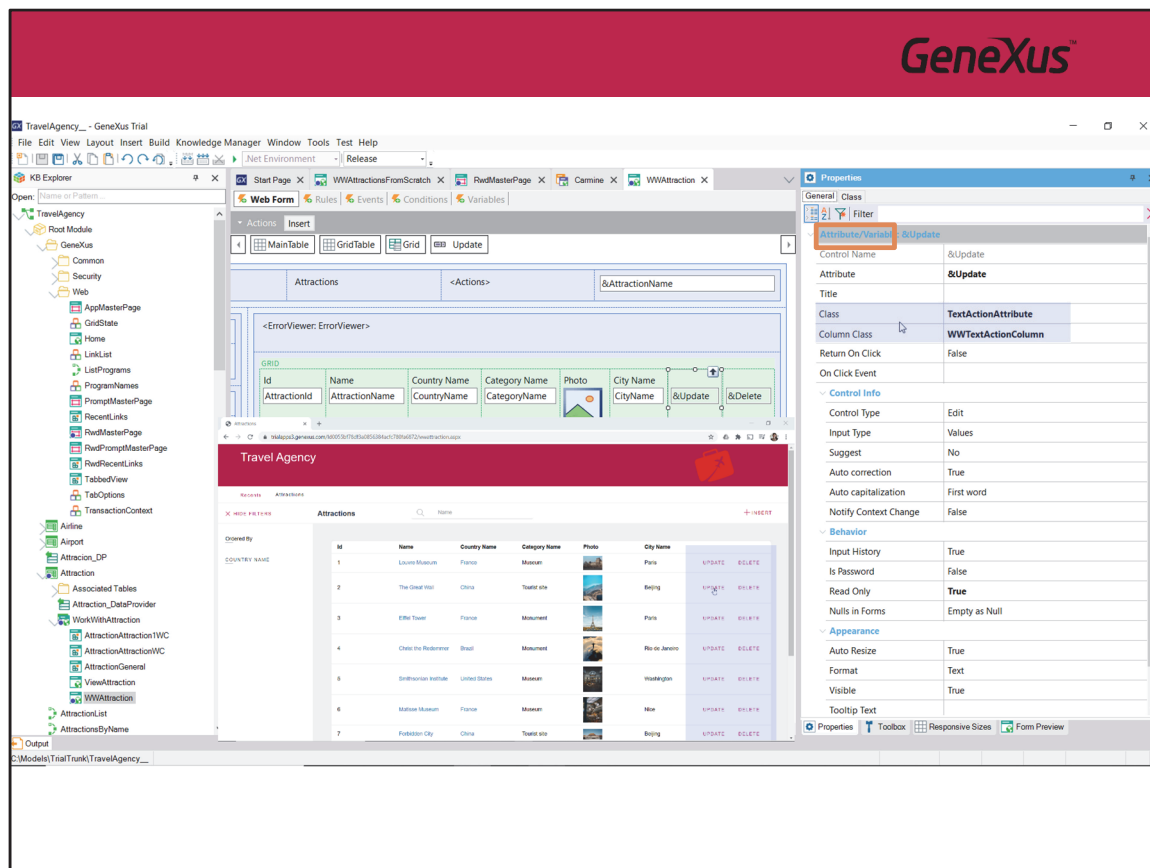 GeneXus™
TravelAgency__ - GeneXus Trial
File Edit View Layout Insert Build Knowledge Manager Window Tools Test Help
.Net Environment Release
KB Explorer
Open: Name or Pattern...
TravelAgency
Root Module
GeneXus
Common
Security
Web
AppMasterPage
GridState
Home
LinkList
ListPrograms
ProgramNames
PromptMasterPage
RecentLinks
RwdMasterPage
RwdPromptMasterPage
RwdRecentLinks
TabbedView
TabOptions
TransactionContext
Airline
Airport
Attracion_DP
Attraction
Associated Tables
Attraction_DataProvider
WorkWithAttraction
AttractionAttraction1WC
AttractionAttractionWC
AttractionGeneral
ViewAttraction
WWAttraction
AttractionList
AttractionsByName
Output
C:\Models\TrialTrunk\TravelAgency__
Start Page WWAttractionsFromScratch RwdMasterPage Carmine WWAttraction
Web Form Rules Events Conditions Variables
Actions Insert
MainTable GridTable Grid Update
Attractions <Actions> &AttractionName
<ErrorViewer: ErrorViewer>
GRID
Id Name Country Name Category Name Photo City Name
AttractionId AttractionName CountryName CategoryName CityName &Update &Delete
Attractions
Travel Agency
Recents Attractions
HIDE FILTERS Attractions Name INSERT
Ordered By
COUNTRY NAME
Id Name Country Name Category Name Photo City Name
1 Louvre Museum France Museum Paris UPDATE DELETE
2 The Great Wall China Tourist site Beijing UPDATE DELETE
3 Eiffel Tower France Monument Paris UPDATE DELETE
4 Christ the Redemmer Brazil Monument Rio de Janeiro UPDATE DELETE
5 Smithsonian Institute United States Museum Washington UPDATE DELETE
6 Matisse Museum France Museum Nice UPDATE DELETE
7 Forbidden City China Tourist site Beijing UPDATE DELETE
Properties
General Class
Filter
Attribute/Variable: &Update
Control Name &Update
Attribute &Update
Title
Class TextActionAttribute
Column Class WWTextActionColumn
Return On Click False
On Click Event
Control Info
Control Type Edit
Input Type Values
Suggest No
Auto correction True
Auto capitalization First word
Notify Context Change False
Behavior
Input History True
Is Password False
Read Only True
Nulls in Forms Empty as Null
Appearance
Auto Resize True
Format Text
Visible True
Tooltip Text
Properties Toolbox Responsive Sizes Form Preview